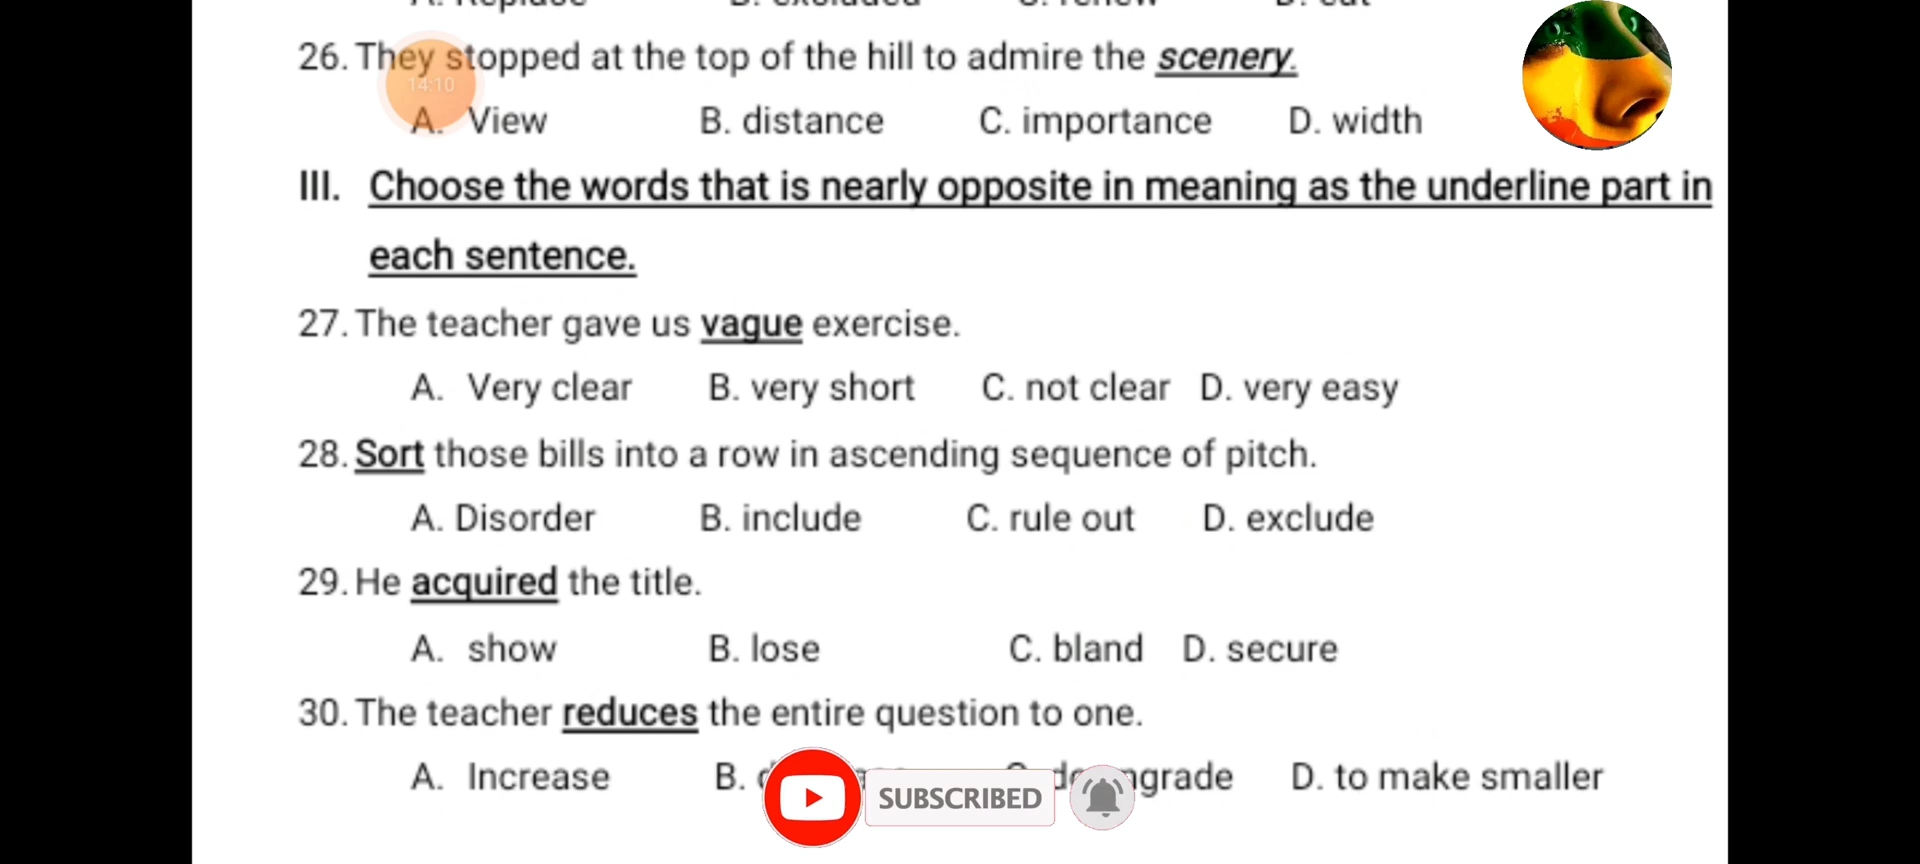 26. They stopped at the top of the hill to admire the scenery.
14:10
A. View B. distance C. importance D. width
III. Choose the words that is nearly opposite in meaning as the underline part in
each sentence.
27. The teacher gave us vague exercise.
A. Very clear B. very short C. not clear D. very easy
28. Sort those bills into a row in ascending sequence of pitch.
A. Disorder B. include C. rule out D. exclude
29. He acquired the title.
A. show B. lose C. bland D. secure
30. The teacher reduces the entire question to one.
A. Increase B. D. to make smaller
SUBSCRIBED